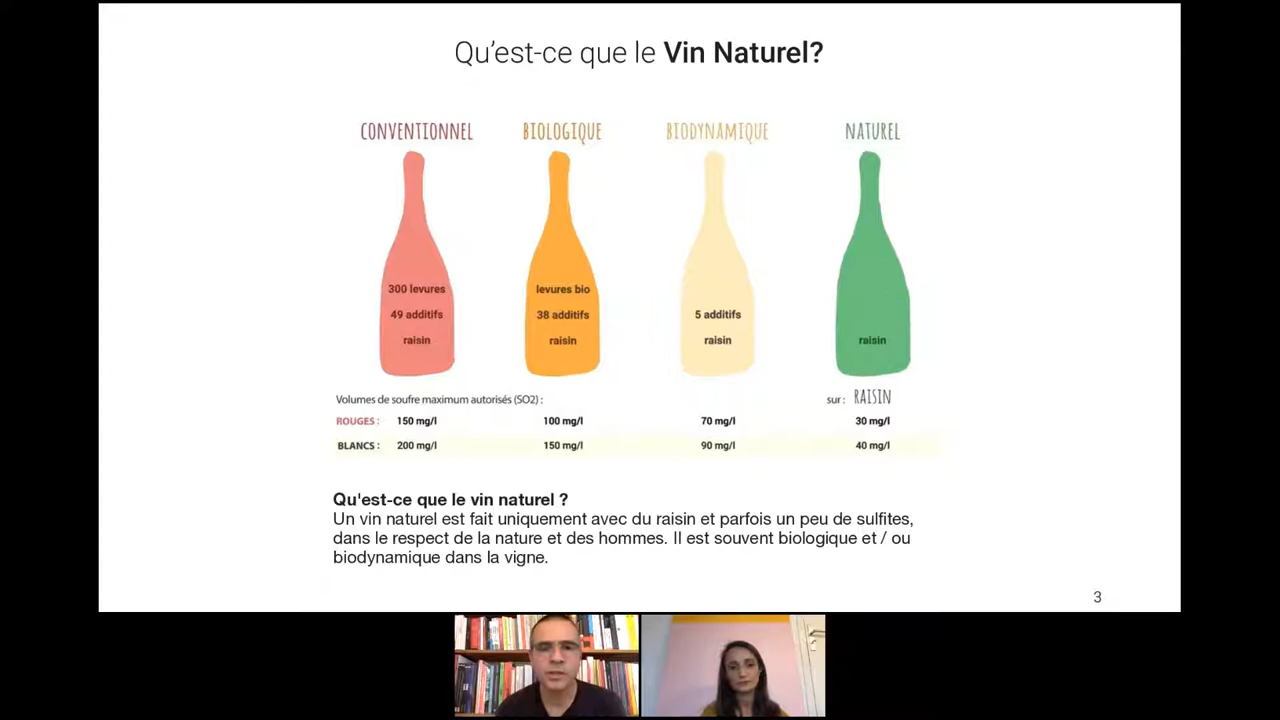 Qu'est-ce que le Vin Naturel?
CONVENTIONNEL BIOLOGIQUE BIODYNAMIQUE NATUREL
300 levures levures bio
49 additifs 38 additifs 5 additifs
raisin raisin raisin raisin
Volumes de soufre maximum autorisés (SO2) : sur : RAISIN
ROUGES : 150 mg/l 100 mg/l 70 mg/l 30 mg/l
BLANCS : 200 mg/l 150 mg/l 90 mg/l 40 mg/l
Qu'est-ce que le vin naturel ?
Un vin naturel est fait uniquement avec du raisin et parfois un peu de sulfites,
dans le respect de la nature et des hommes. Il est souvent biologique et / ou
biodynamique dans la vigne.
3